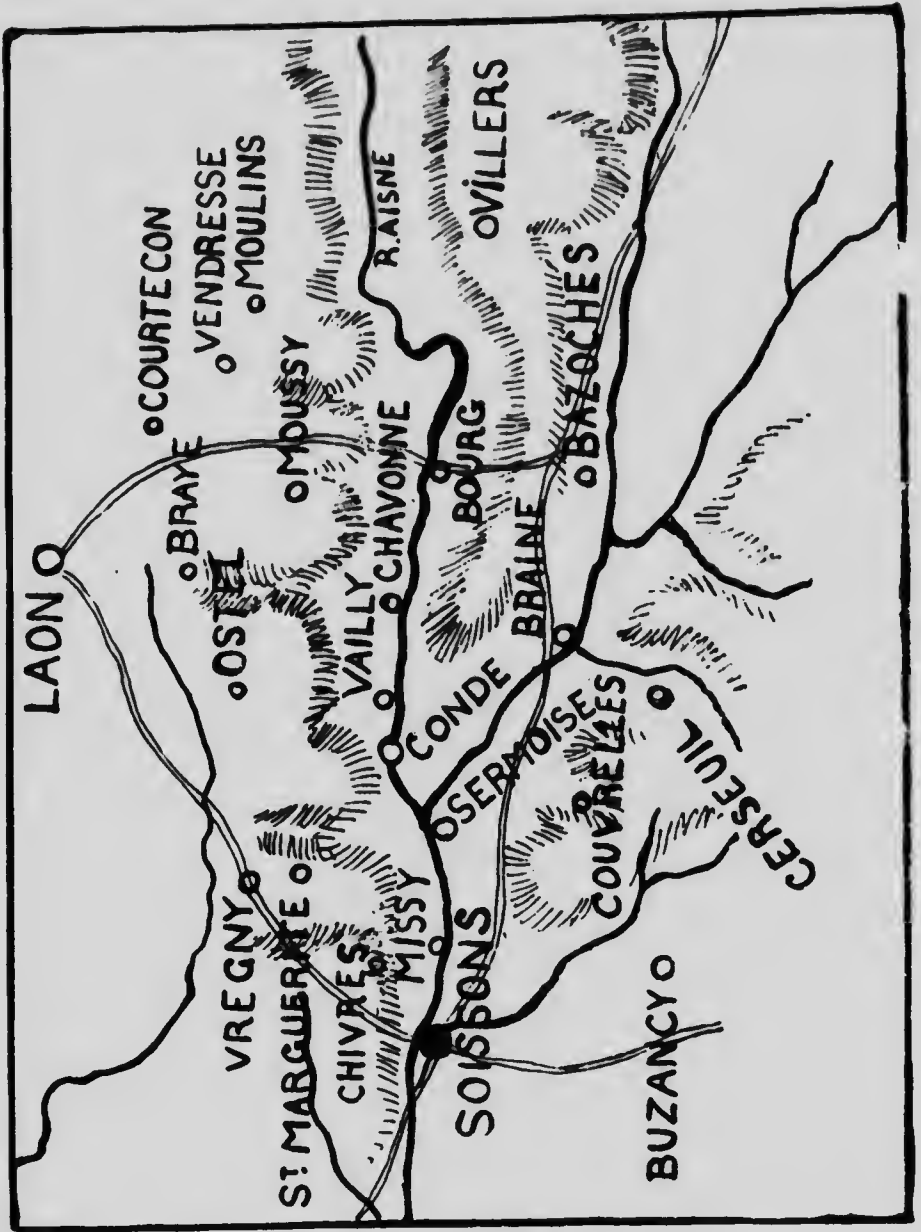 LAON
COURTECON
BRAYE
VENDRESSE
OSTEL
VREGNY
MOULINS
ST MARGUERITE
MOUSSY
CHIVRES
VAILLY
R. AISNE
CHAVONNE
MISSY
CONDE
BOURG
SOISSONS
VILLERS
SERMOISE
BRAINE
BAZOCHES
COUVRELLES
BUZANCY
CERSEUIL